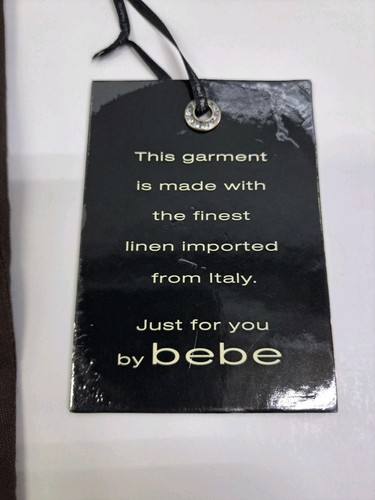 This garment
is made with
the finest
linen imported
from Italy.
Just for you
by bebe